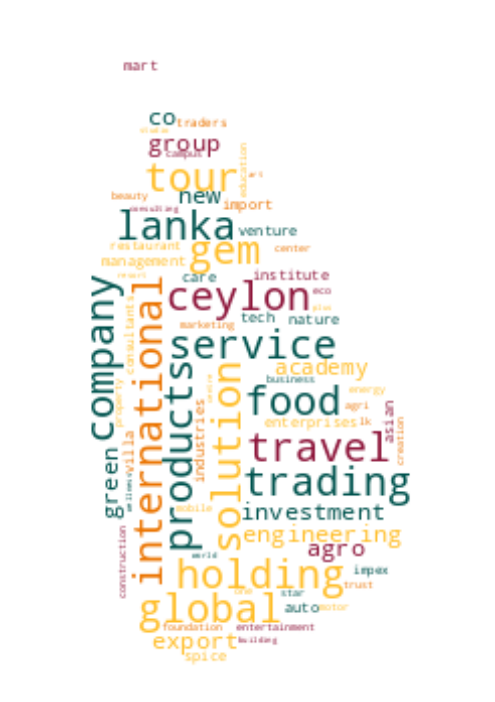 mart
co
traders
group
campus
education
tour
art
beauty
new
import
consulting
lanka
venture
restaurant
gem
center
management
resort
care
institute
company
international
ceylon
eco
plus
consultants
tech
nature
marketing
service
products
solution
academy
business
property
food
energy
agri
industries
enterprises
lk
asian
creation
villa
travel
green
trading
mobile
investment
engineering
construction
world
agro
holding
impex
trust
one
star
global
auto
motor
foundation
entertainment
export
building
spice